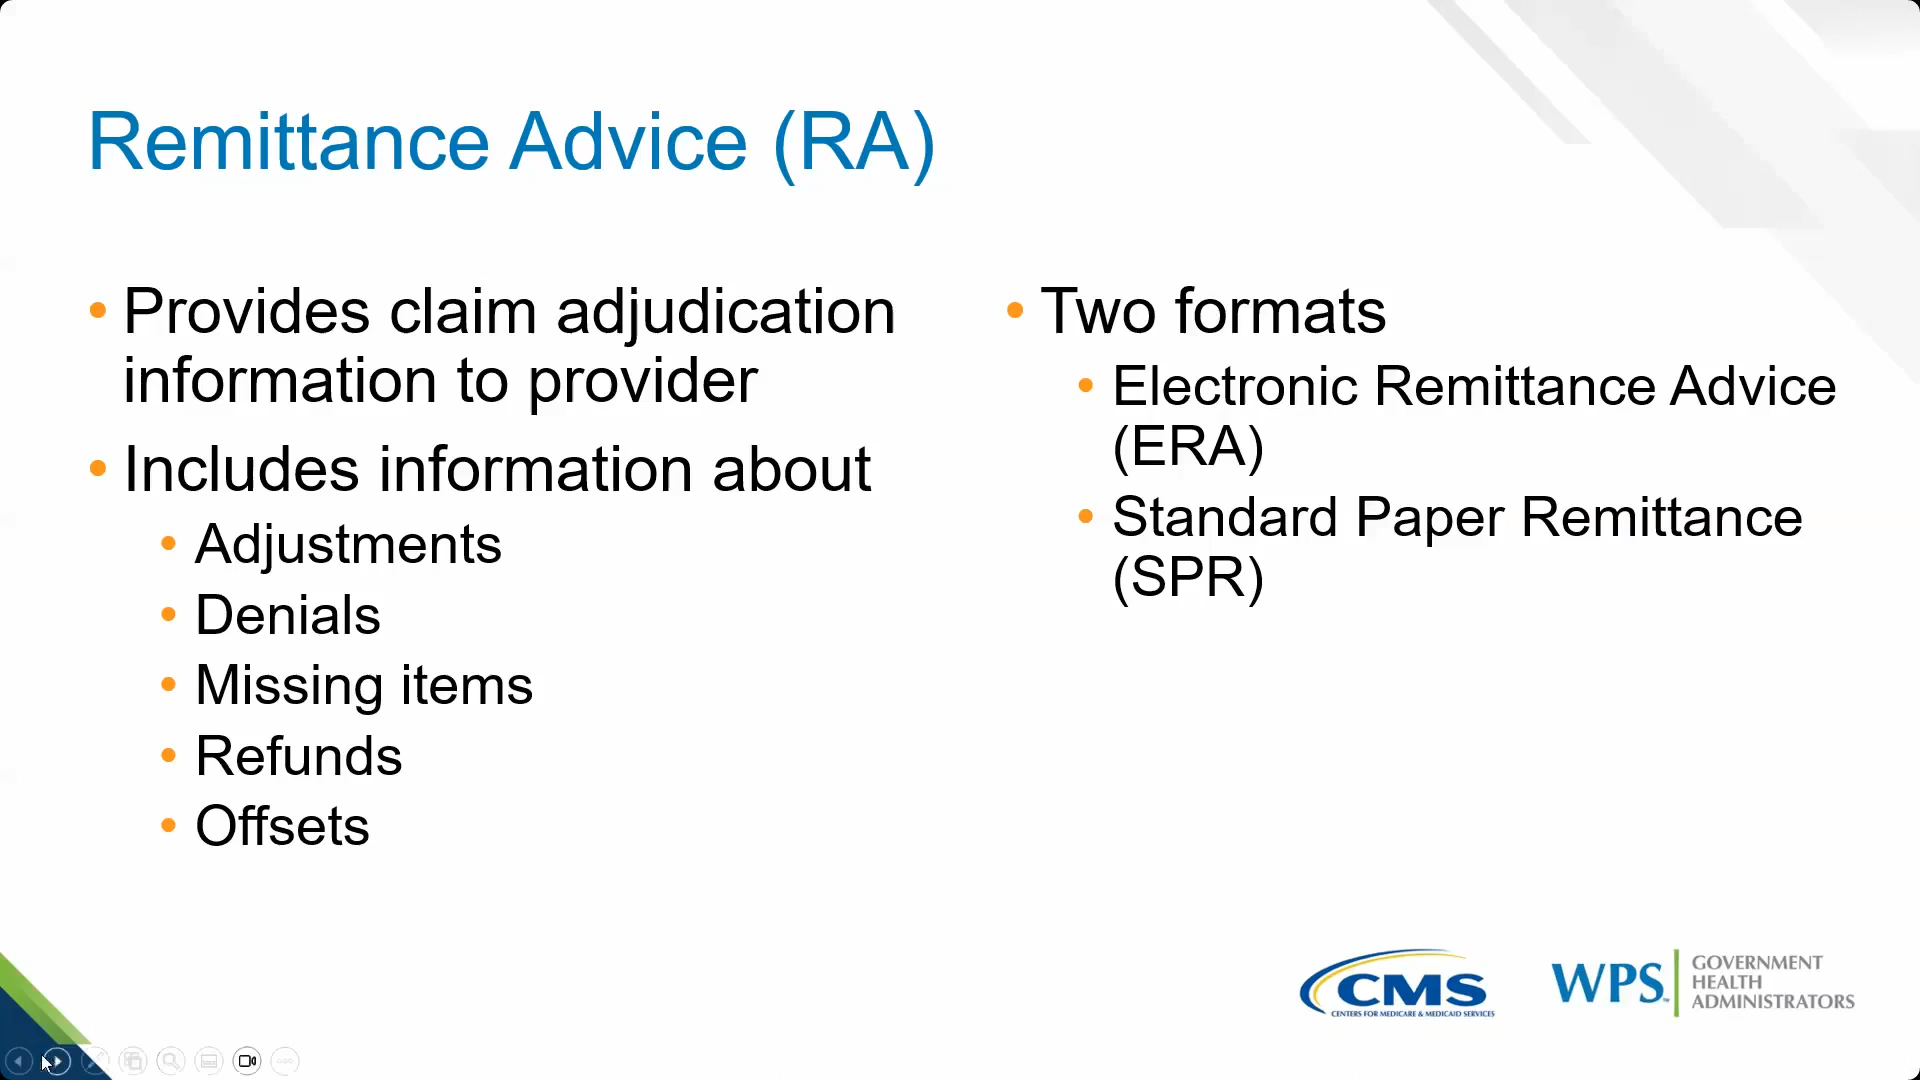 Remittance Advice (RA)
• Provides claim adjudication
information to provider
• Includes information about
• Adjustments
• Denials
• Missing items
• Refunds
• Offsets
• Two formats
• Electronic Remittance Advice
(ERA)
• Standard Paper Remittance
(SPR)
CMS
CENTERS FOR MEDICARE & MEDICAID SERVICES
WPS
GOVERNMENT
HEALTH
ADMINISTRATORS